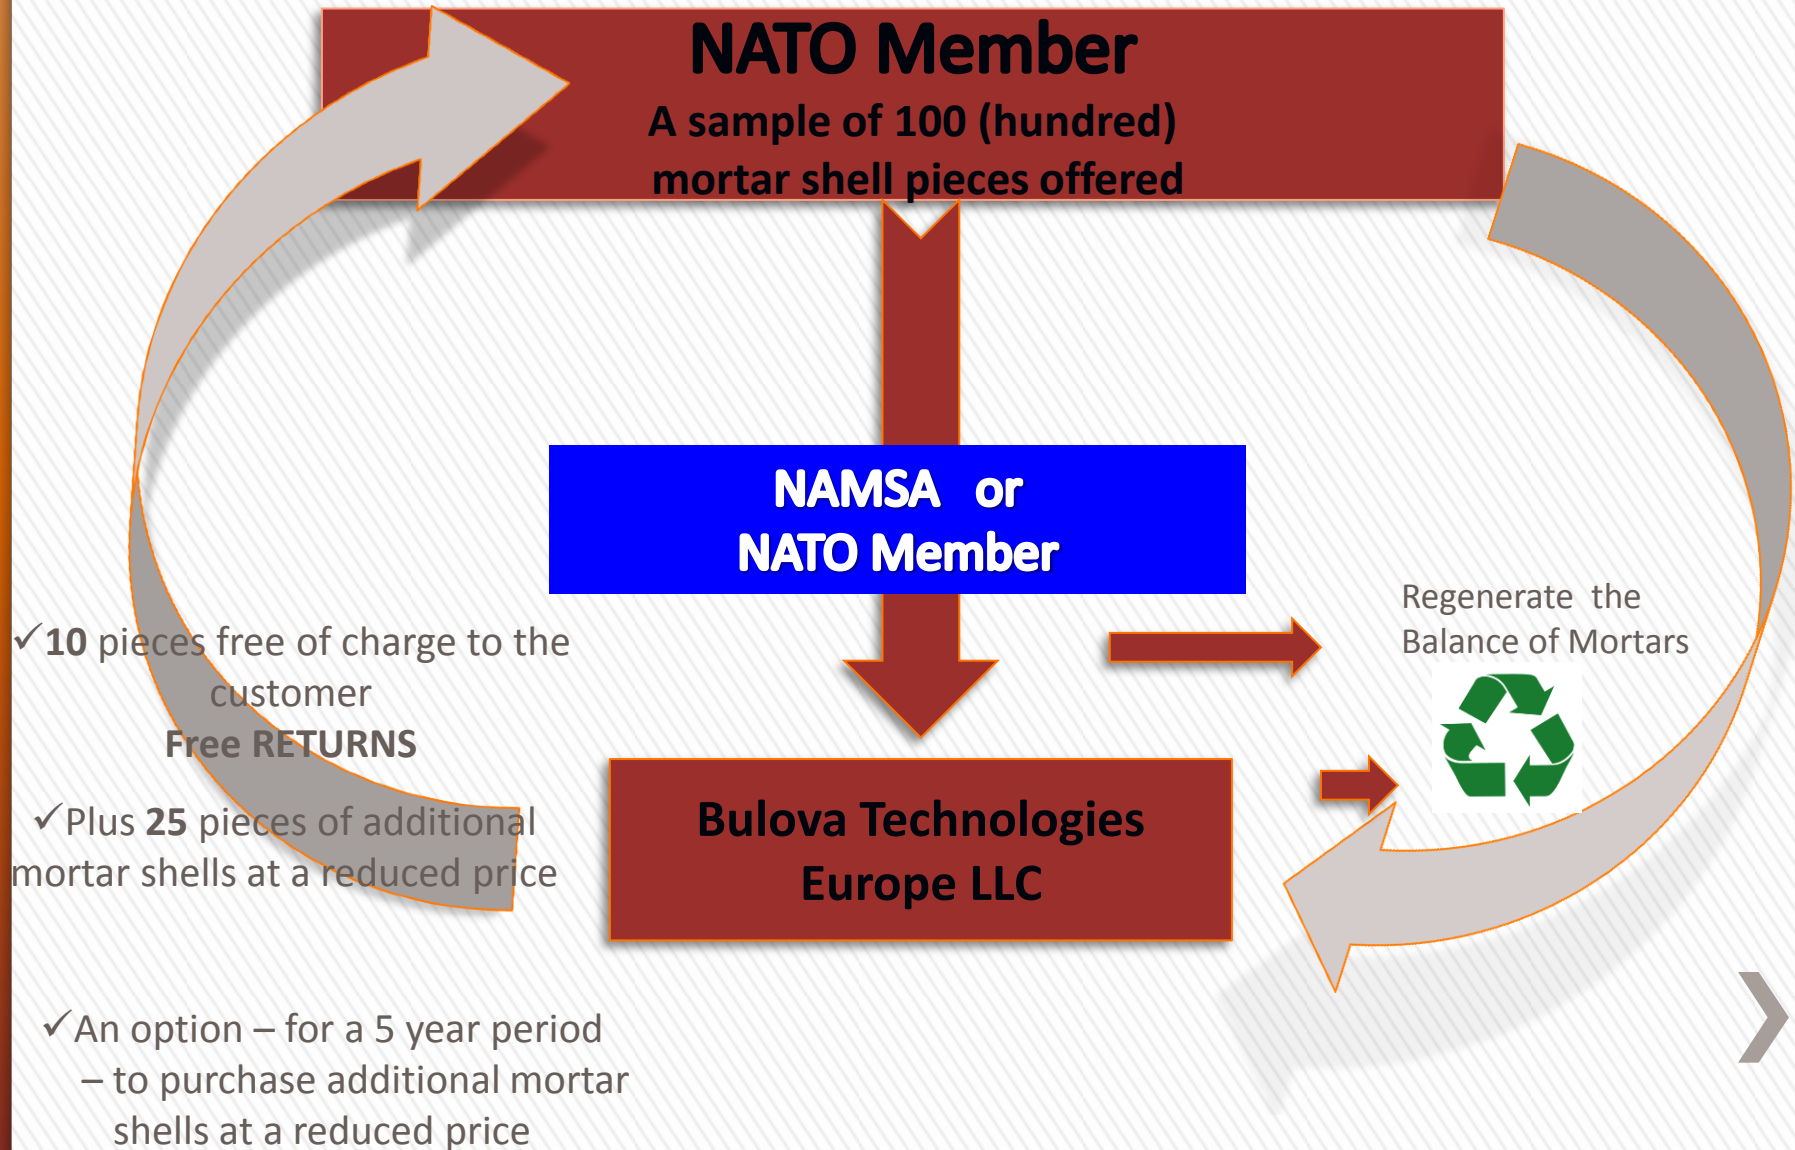 NATO Member
A sample of 100 (hundred)
mortar shell pieces offered
NAMSA or
NATO Member
Regenerate the
Balance of Mortars
✓10 pieces free of charge to the
customer
Free RETURNS
✓Plus 25 pieces of additional
mortar shells at a reduced price
Bulova Technologies
Europe LLC
✓An option – for a 5 year period
– to purchase additional mortar
shells at a reduced price